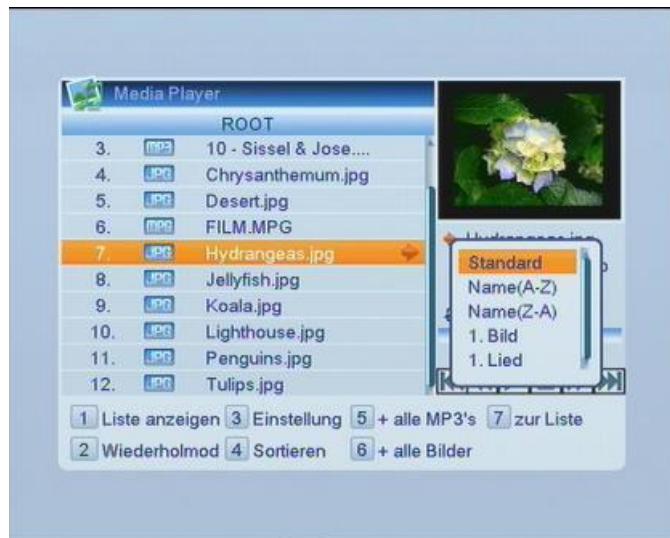 Media Player
ROOT
3. MP3 10 - Sissel & Jose....
4. JPG Chrysanthemum.jpg
5. JPG Desert.jpg
6. MPG FILM.MPG
7. JPG Hydrangeas.jpg
8. JPG Jellyfish.jpg
9. JPG Koala.jpg
10. JPG Lighthouse.jpg
11. JPG Penguins.jpg
12. JPG Tulips.jpg
Standard
Name(A-Z)
Name(Z-A)
1. Bild
1. Lied
1 Liste anzeigen 3 Einstellung 5 + alle MP3's 7 zur Liste
2 Wiederholmod 4 Sortieren 6 + alle Bilder